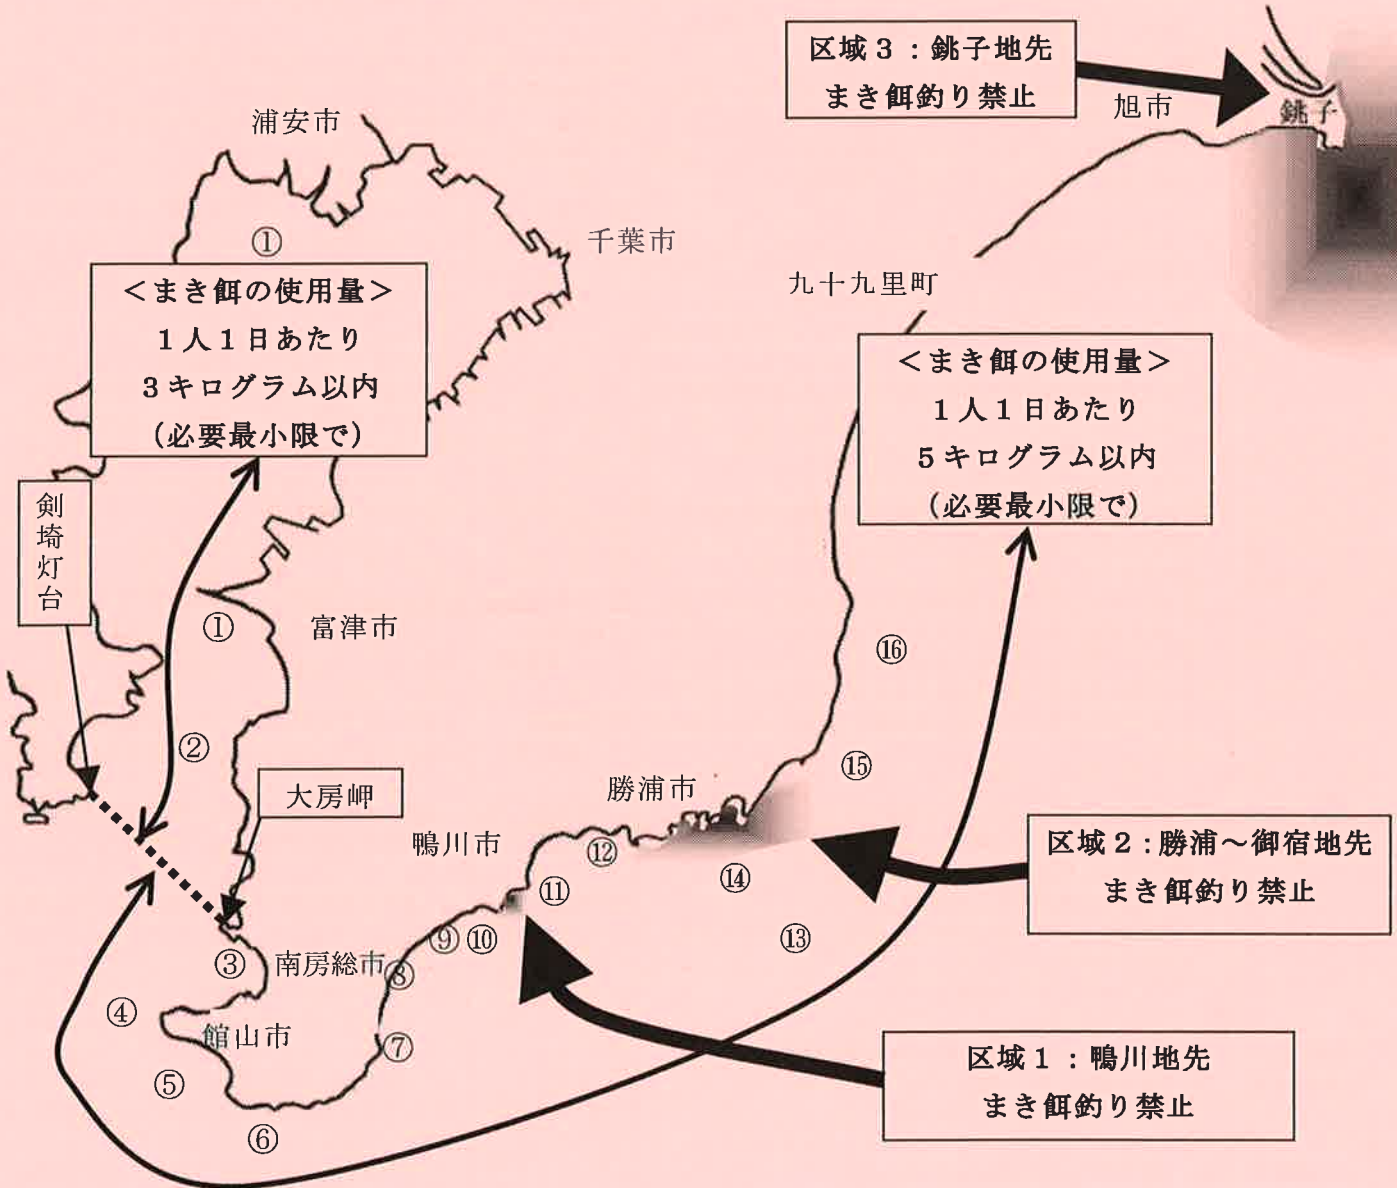 区域３：銚子地先
まき餌釣り禁止
旭市
銚子
浦安市
①
千葉市
＜まき餌の使用量＞
１人１日あたり
３キログラム以内
（必要最小限で）
九十九里町
＜まき餌の使用量＞
１人１日あたり
５キログラム以内
（必要最小限で）
剣埼灯台
①
富津市
⑯
②
⑮
大房岬
勝浦市
鴨川市
⑫
⑭
⑪
区域２：勝浦～御宿地先
まき餌釣り禁止
⑨
⑩
⑬
③
南房総市
⑧
④
館山市
⑦
⑤
⑥
区域１：鴨川地先
まき餌釣り禁止